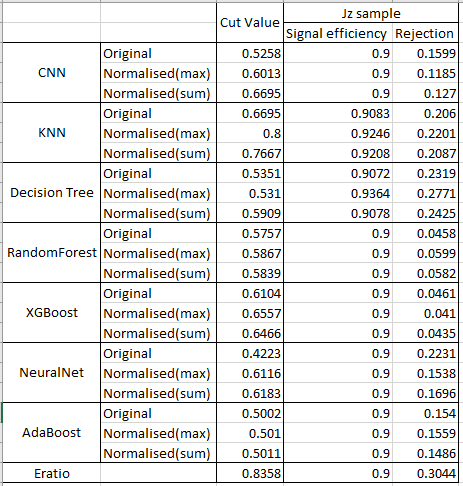 Cut Value Jz sample
Signal efficiency Rejection
CNN Original 0.5258 0.9 0.1599
Normalised(max) 0.6013 0.9 0.1185
Normalised(sum) 0.6695 0.9 0.127
KNN Original 0.6695 0.9083 0.206
Normalised(max) 0.8 0.9246 0.2201
Normalised(sum) 0.7667 0.9208 0.2087
Decision Tree Original 0.5351 0.9072 0.2319
Normalised(max) 0.531 0.9364 0.2771
Normalised(sum) 0.5909 0.9078 0.2425
RandomForest Original 0.5757 0.9 0.0458
Normalised(max) 0.5867 0.9 0.0599
Normalised(sum) 0.5839 0.9 0.0582
XGBoost Original 0.6104 0.9 0.0461
Normalised(max) 0.6557 0.9 0.041
Normalised(sum) 0.6466 0.9 0.0435
NeuralNet Original 0.4223 0.9 0.2231
Normalised(max) 0.6116 0.9 0.1538
Normalised(sum) 0.6183 0.9 0.1696
AdaBoost Original 0.5002 0.9 0.154
Normalised(max) 0.501 0.9 0.1559
Normalised(sum) 0.5011 0.9 0.1486
Eratio 0.8358 0.9 0.3044